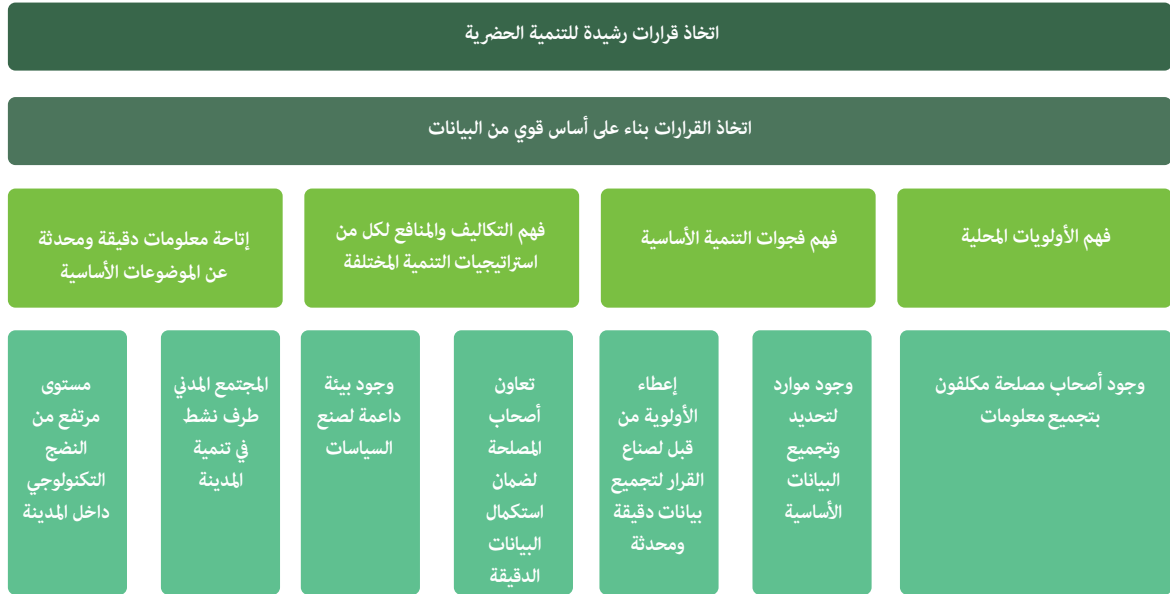 اتخاذ قرارات رشيدة للتنمية الحضرية
اتخاذ القرارات بناء على أساس قوي من البيانات
فهم الأولويات المحلية
فهم فجوات التنمية الأساسية
فهم التكاليف والمنافع لكل من
استراتيجيات التنمية المختلفة
إتاحة معلومات دقيقة ومحدثة
عن الموضوعات الأساسية
وجود أصحاب مصلحة مكلفون
بتجميع معلومات
وجود موارد
لتحديد
وتجميع
البيانات
الأساسية
إعطاء
الأولوية من
قبل لصناع
القرار لتجميع
بيانات دقيقة
ومحدثة
تعاون
أصحاب
المصلحة
لضمان
استكمال
البيانات
الدقيقة
وجود بيئة
داعمة لصنع
السياسات
المجتمع المدني
طرف نشط
في تنمية
المدينة
مستوى
مرتفع من
النضج
التكنولوجي
داخل المدينة